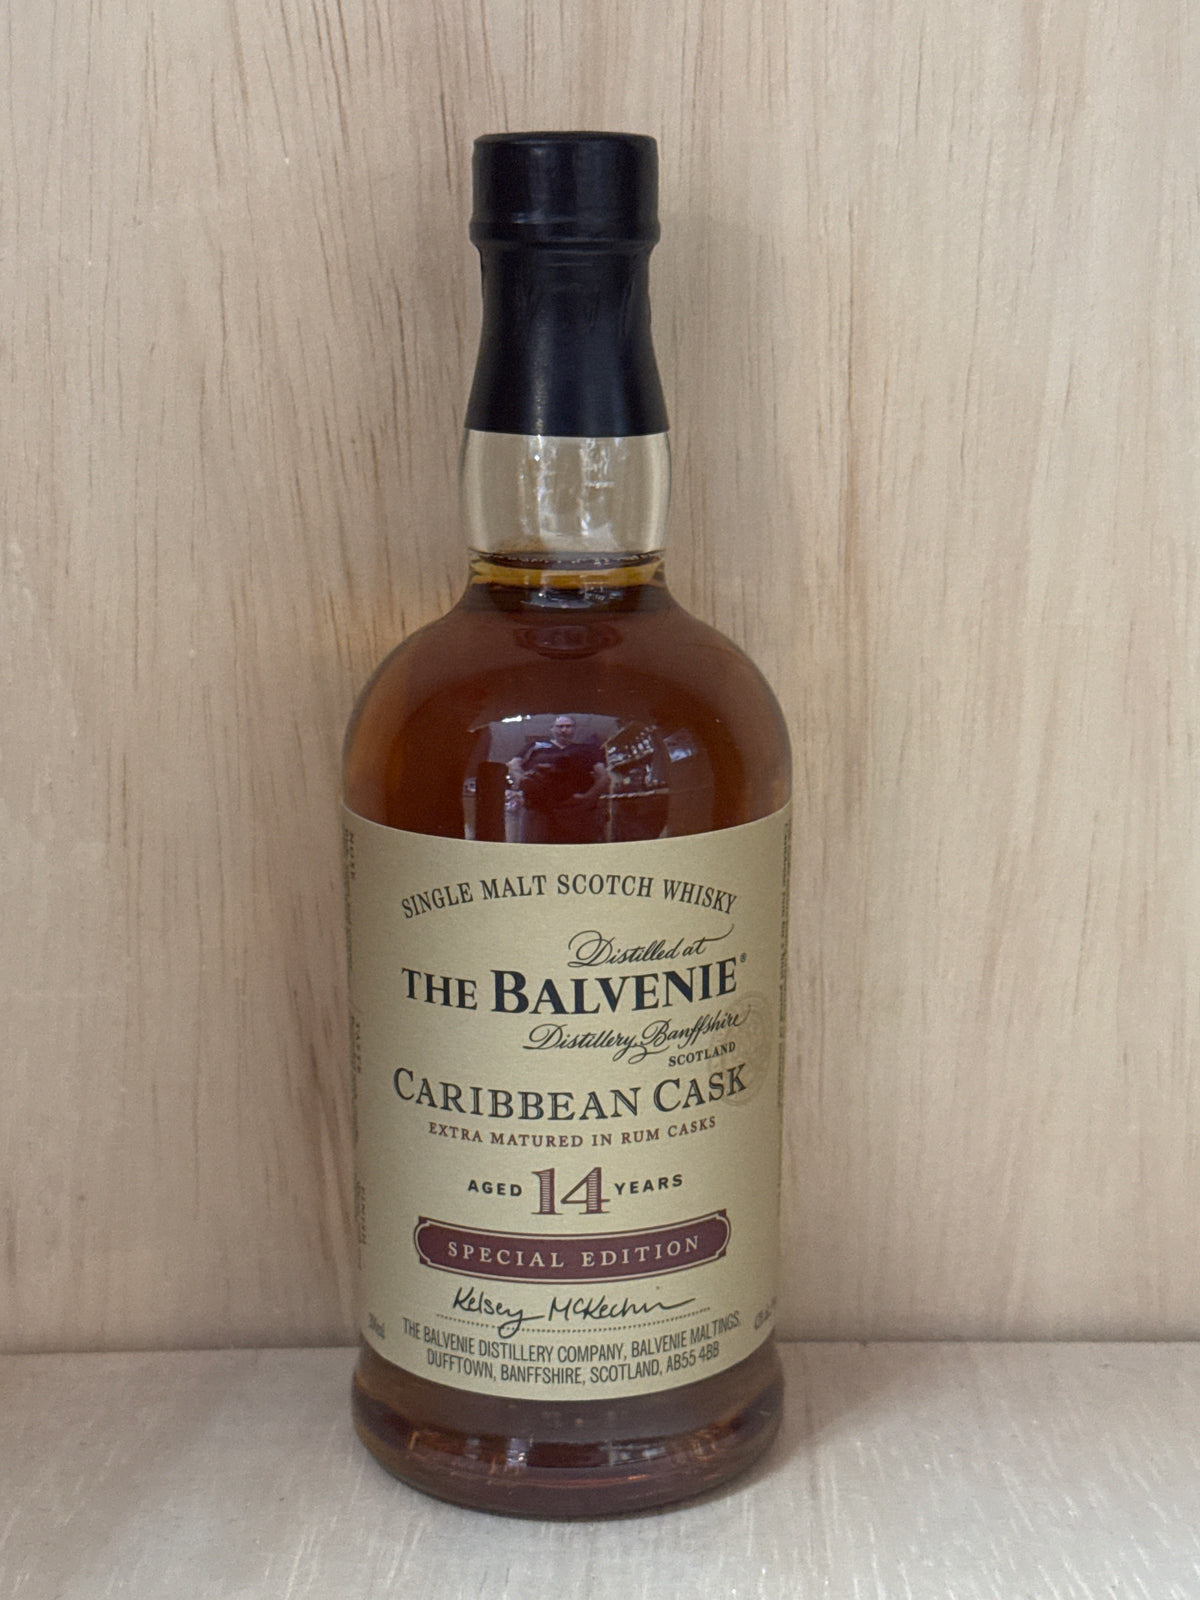 SINGLE MALT SCOTCH WHISKY
Distilled at
THE BALVENIE®
Distillery, Banffshire
SCOTLAND
CARIBBEAN CASK
EXTRA MATURED IN RUM CASKS
AGED 14 YEARS
SPECIAL EDITION
Kelsey McKechnie
THE BALVENIE DISTILLERY COMPANY, BALVENIE MALTINGS,
DUFFTOWN, BANFFSHIRE, SCOTLAND, AB55 4BB